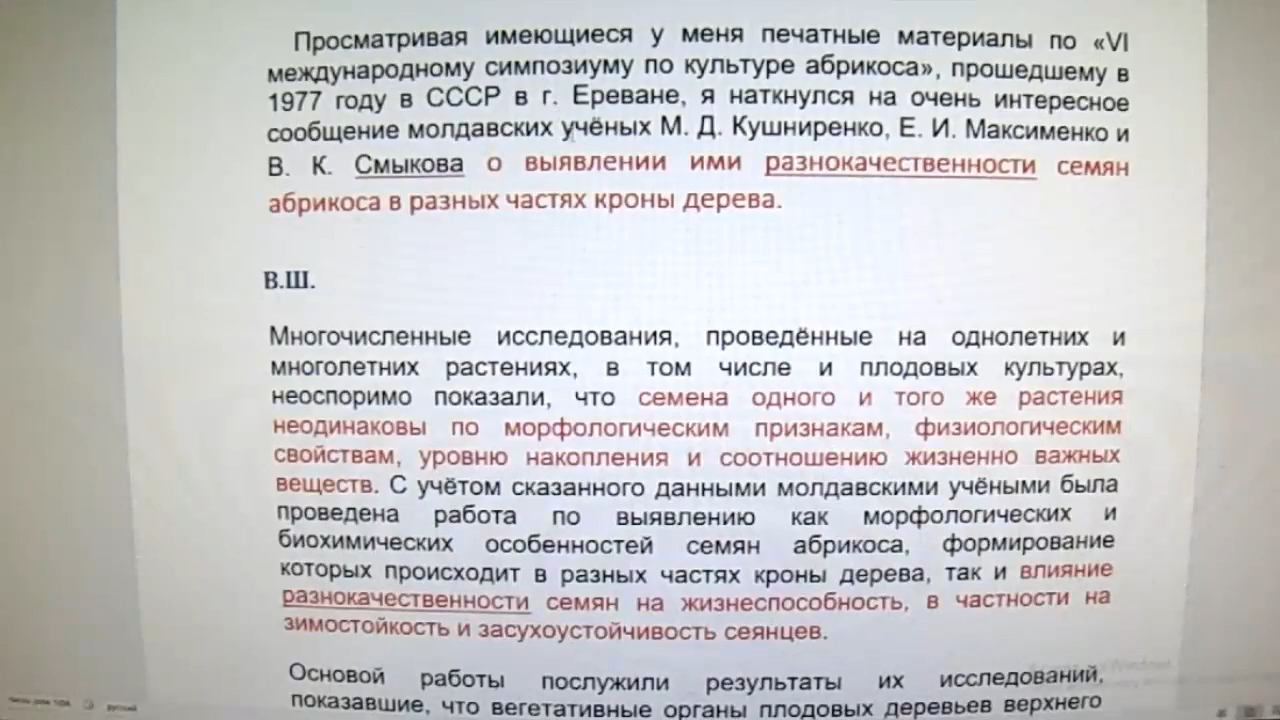 Просматривая имеющиеся у меня печатные материалы по «VI
международному симпозиуму по культуре абрикоса», прошедшему в
1977 году в СССР в г. Ереване, я наткнулся на очень интересное
сообщение молдавских учёных М. Д. Кушниренко, Е. И. Максименко и
В. К. Смыкова о выявлении ими разнокачественности семян
абрикоса в разных частях кроны дерева.
В.Ш.
Многочисленные исследования, проведённые на однолетних и
многолетних растениях, в том числе и плодовых культурах,
неоспоримо показали, что семена одного и того же растения
неодинаковы по морфологическим признакам, физиологическим
свойствам, уровню накопления и соотношению жизненно важных
веществ. С учётом сказанного данными молдавскими учёными была
проведена работа по выявлению как морфологических и
биохимических особенностей семян абрикоса, формирование
которых происходит в разных частях кроны дерева, так и влияние
разнокачественности семян на жизнеспособность, в частности на
зимостойкость и засухоустойчивость сеянцев.
Основой работы послужили результаты их исследований,
показавшие, что вегетативные органы плодовых деревьев верхнего
русский